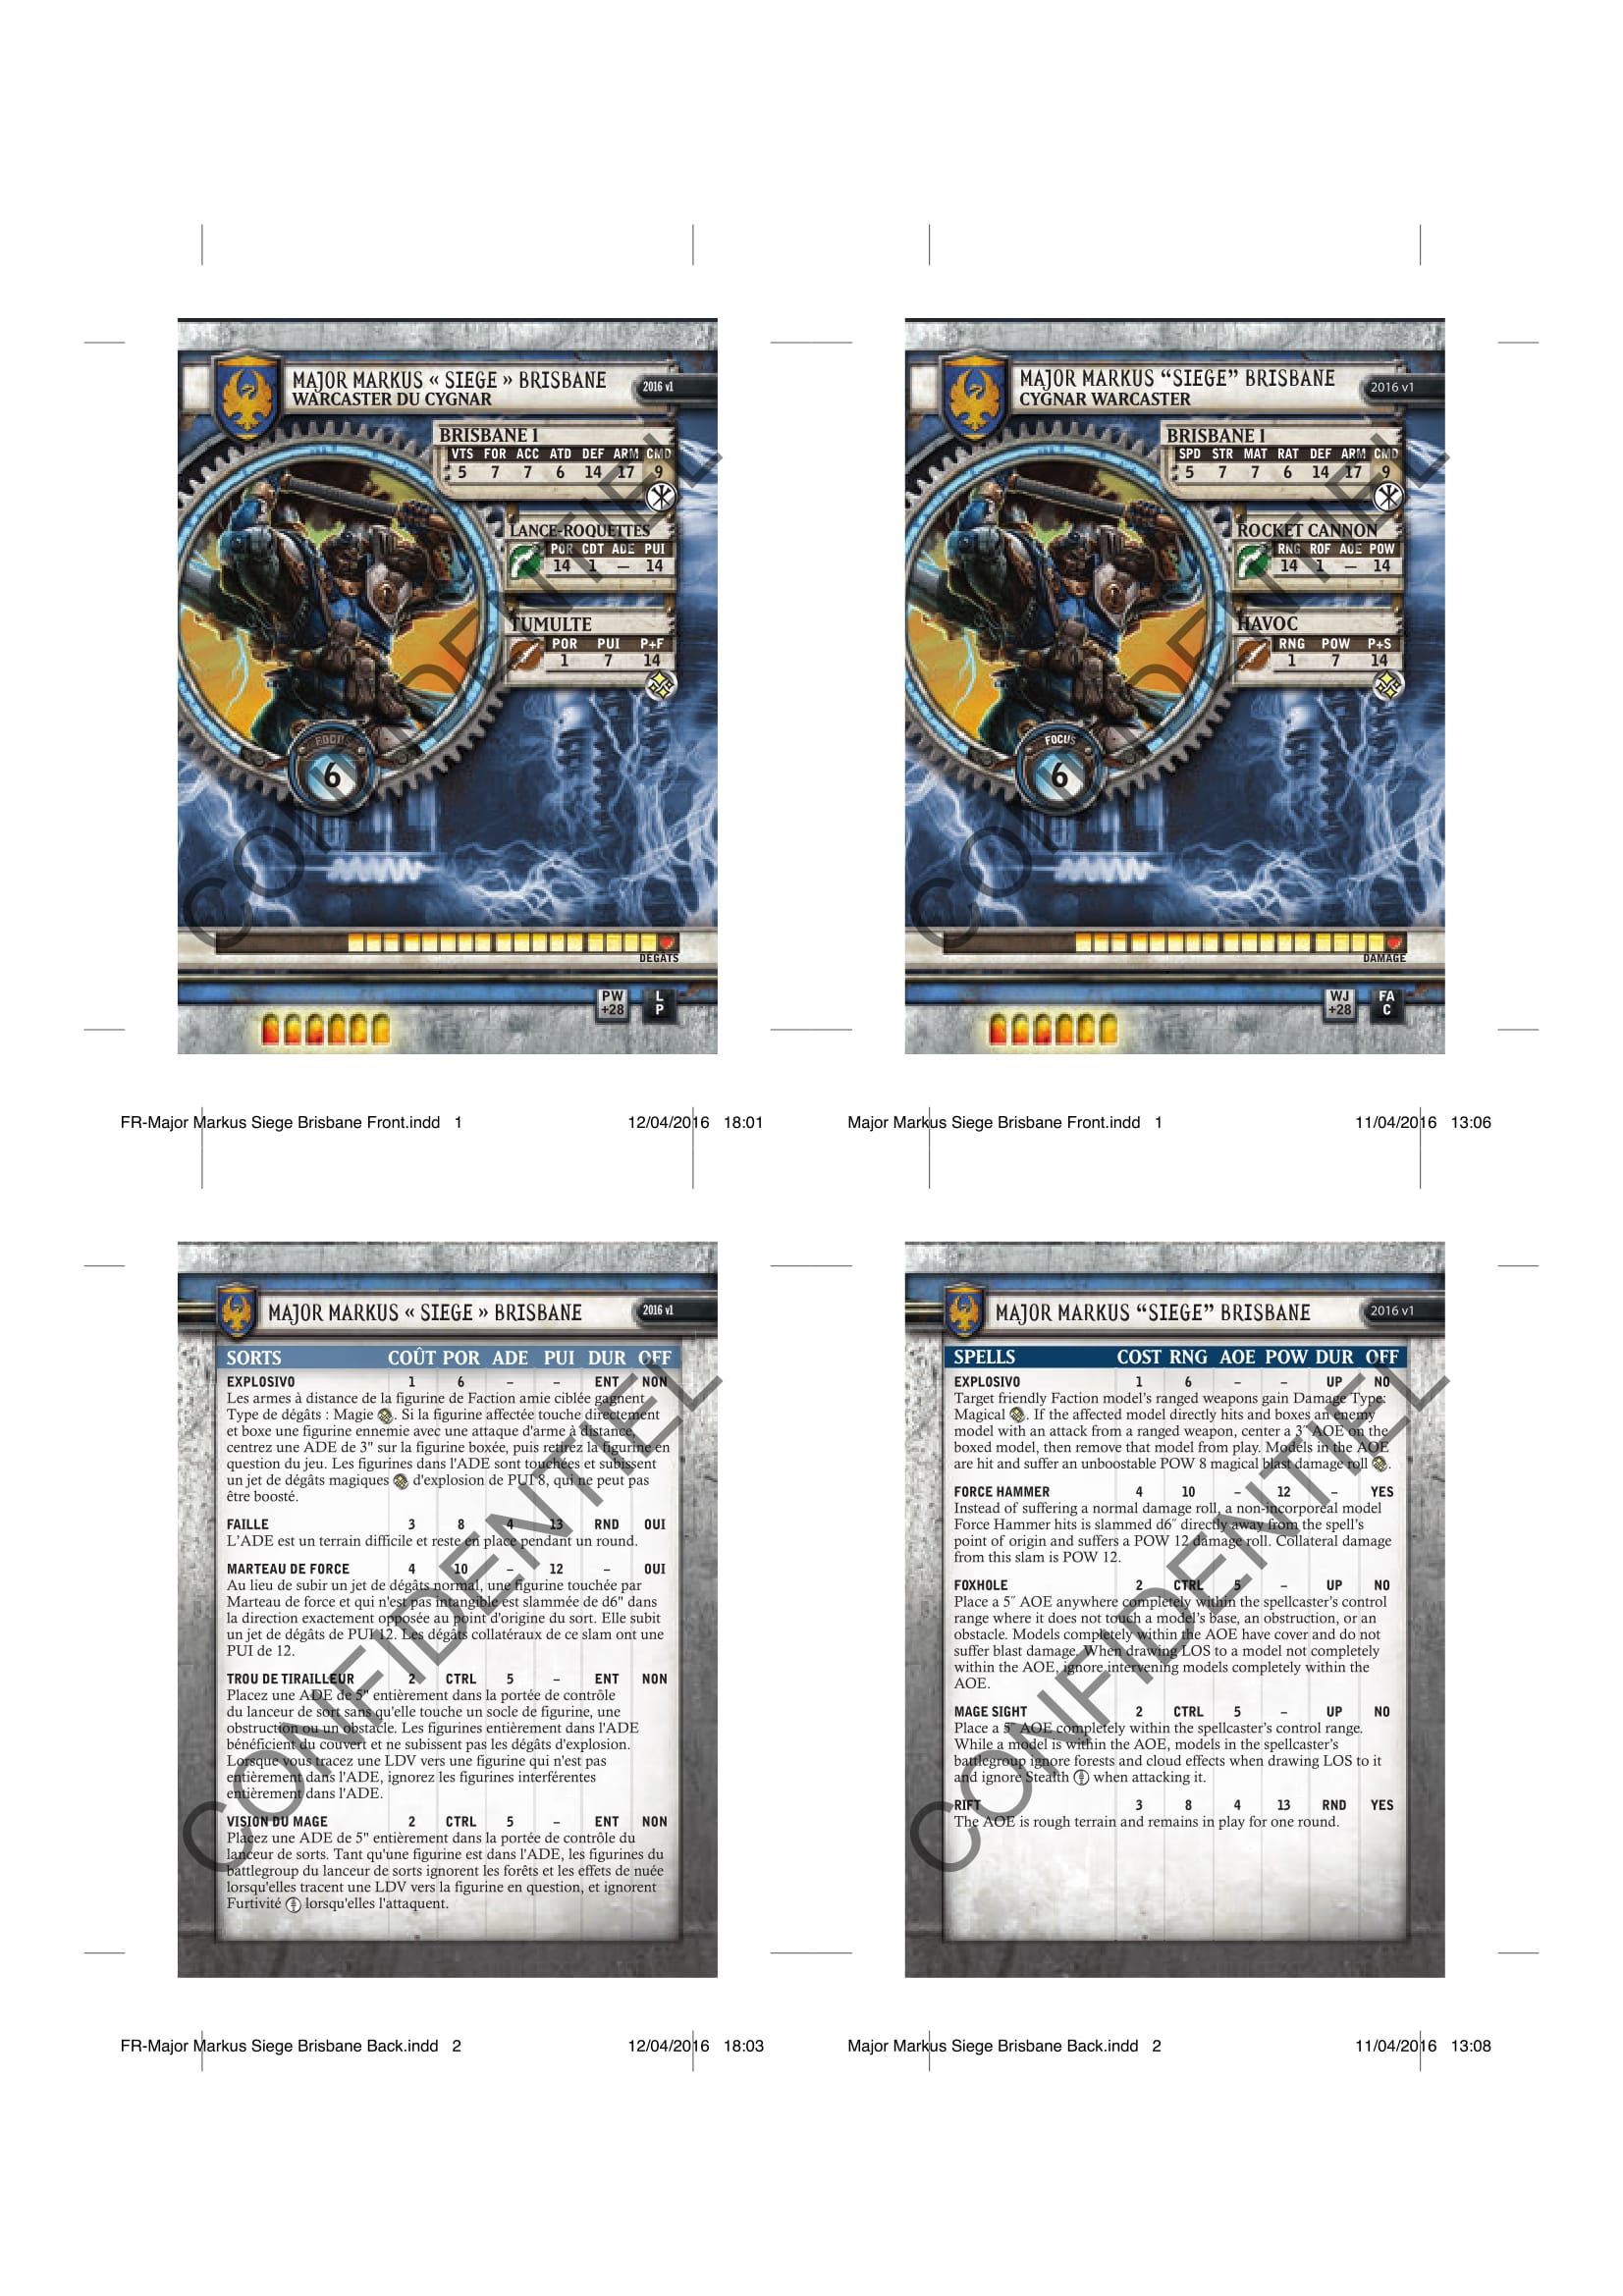 MAJOR MARKUS « SIEGE » BRISBANE
WARCASTER DU CYGNAR
2016 v1
BRISBANE 1
VTS FOR ACC ATD DEF ARM CMD
5 7 7 6 14 17 9
LANCE-ROQUETTES
POR CDT ADE PUI
14 1 — 14
TUMULTE
POR PUI P+F
1 7 14
FOCUS
6
DÉGÂTS
PW
+28
L
P
CONFIDENTIEL
FR-Major Markus Siege Brisbane Front.indd 1 12/04/2016 18:01
MAJOR MARKUS “SIEGE” BRISBANE
CYGNAR WARCASTER
2016 v1
BRISBANE 1
SPD STR MAT RAT DEF ARM CMD
5 7 7 6 14 17 9
ROCKET CANNON
RNG ROF AOE POW
14 1 — 14
HAVOC
RNG POW P+S
1 7 14
FOCUS
6
DAMAGE
WJ
+28
FA
C
CONFIDENTIEL
Major Markus Siege Brisbane Front.indd 1 11/04/2016 13:06
MAJOR MARKUS « SIEGE » BRISBANE
2016 v1
SORTS COÛT POR ADE PUI DUR OFF
EXPLOSIVO 1 6 – – ENT NON
Les armes à distance de la figurine de Faction amie ciblée gagnent
Type de dégâts : Magie . Si la figurine affectée touche directement
et boxe une figurine ennemie avec une attaque d'arme à distance,
centrez une ADE de 3" sur la figurine boxée, puis retirez la figurine en
question du jeu. Les figurines dans l'ADE sont touchées et subissent
un jet de dégâts magiques d'explosion de PUI 8, qui ne peut pas
être boosté.
FAILLE 3 8 4 13 RND OUI
L'ADE est un terrain difficile et reste en place pendant un round.
MARTEAU DE FORCE 4 10 – 12 – OUI
Au lieu de subir un jet de dégâts normal, une figurine touchée par
Marteau de force et qui n'est pas intangible est slammée de d6" dans
la direction exactement opposée au point d'origine du sort. Elle subit
un jet de dégâts de PUI 12. Les dégâts collatéraux de ce slam ont une
PUI de 12.
TROU DE TIRAILLEUR 2 CTRL 5 – ENT NON
Placez une ADE de 5" entièrement dans la portée de contrôle
du lanceur de sort sans qu'elle touche un socle de figurine, une
obstruction ou un obstacle. Les figurines entièrement dans l'ADE
bénéficient du couvert et ne subissent pas les dégâts d'explosion.
Lorsque vous tracez une LDV vers une figurine qui n'est pas
entièrement dans l'ADE, ignorez les figurines interférentes
entièrement dans l'ADE.
VISION DU MAGE 2 CTRL 5 – ENT NON
Placez une ADE de 5" entièrement dans la portée de contrôle du
lanceur de sorts. Tant qu'une figurine est dans l'ADE, les figurines du
battlegroup du lanceur de sorts ignorent les forêts et les effets de nuée
lorsqu'elles tracent une LDV vers la figurine en question, et ignorent
Furtivité lorsqu'elles l'attaquent.
CONFIDENTIEL
FR-Major Markus Siege Brisbane Back.indd 2 12/04/2016 18:03
MAJOR MARKUS “SIEGE” BRISBANE
2016 v1
SPELLS COST RNG AOE POW DUR OFF
EXPLOSIVO 1 6 – – UP NO
Target friendly Faction model’s ranged weapons gain Damage Type:
Magical . If the affected model directly hits and boxes an enemy
model with an attack from a ranged weapon, center a 3˝ AOE on the
boxed model, then remove that model from play. Models in the AOE
are hit and suffer an unboostable POW 8 magical blast damage roll .
FORCE HAMMER 4 10 – 12 – YES
Instead of suffering a normal damage roll, a non-incorporeal model
Force Hammer hits is slammed d6˝ directly away from the spell’s
point of origin and suffers a POW 12 damage roll. Collateral damage
from this slam is POW 12.
FOXHOLE 2 CTRL 5 – UP NO
Place a 5˝ AOE anywhere completely within the spellcaster’s control
range where it does not touch a model’s base, an obstruction, or an
obstacle. Models completely within the AOE have cover and do not
suffer blast damage. When drawing LOS to a model not completely
within the AOE, ignore intervening models completely within the
AOE.
MAGE SIGHT 2 CTRL 5 – UP NO
Place a 5˝ AOE completely within the spellcaster’s control range.
While a model is within the AOE, models in the spellcaster’s
battlegroup ignore forests and cloud effects when drawing LOS to it
and ignore Stealth when attacking it.
RIFT 3 8 4 13 RND YES
The AOE is rough terrain and remains in play for one round.
CONFIDENTIEL
Major Markus Siege Brisbane Back.indd 2 11/04/2016 13:08